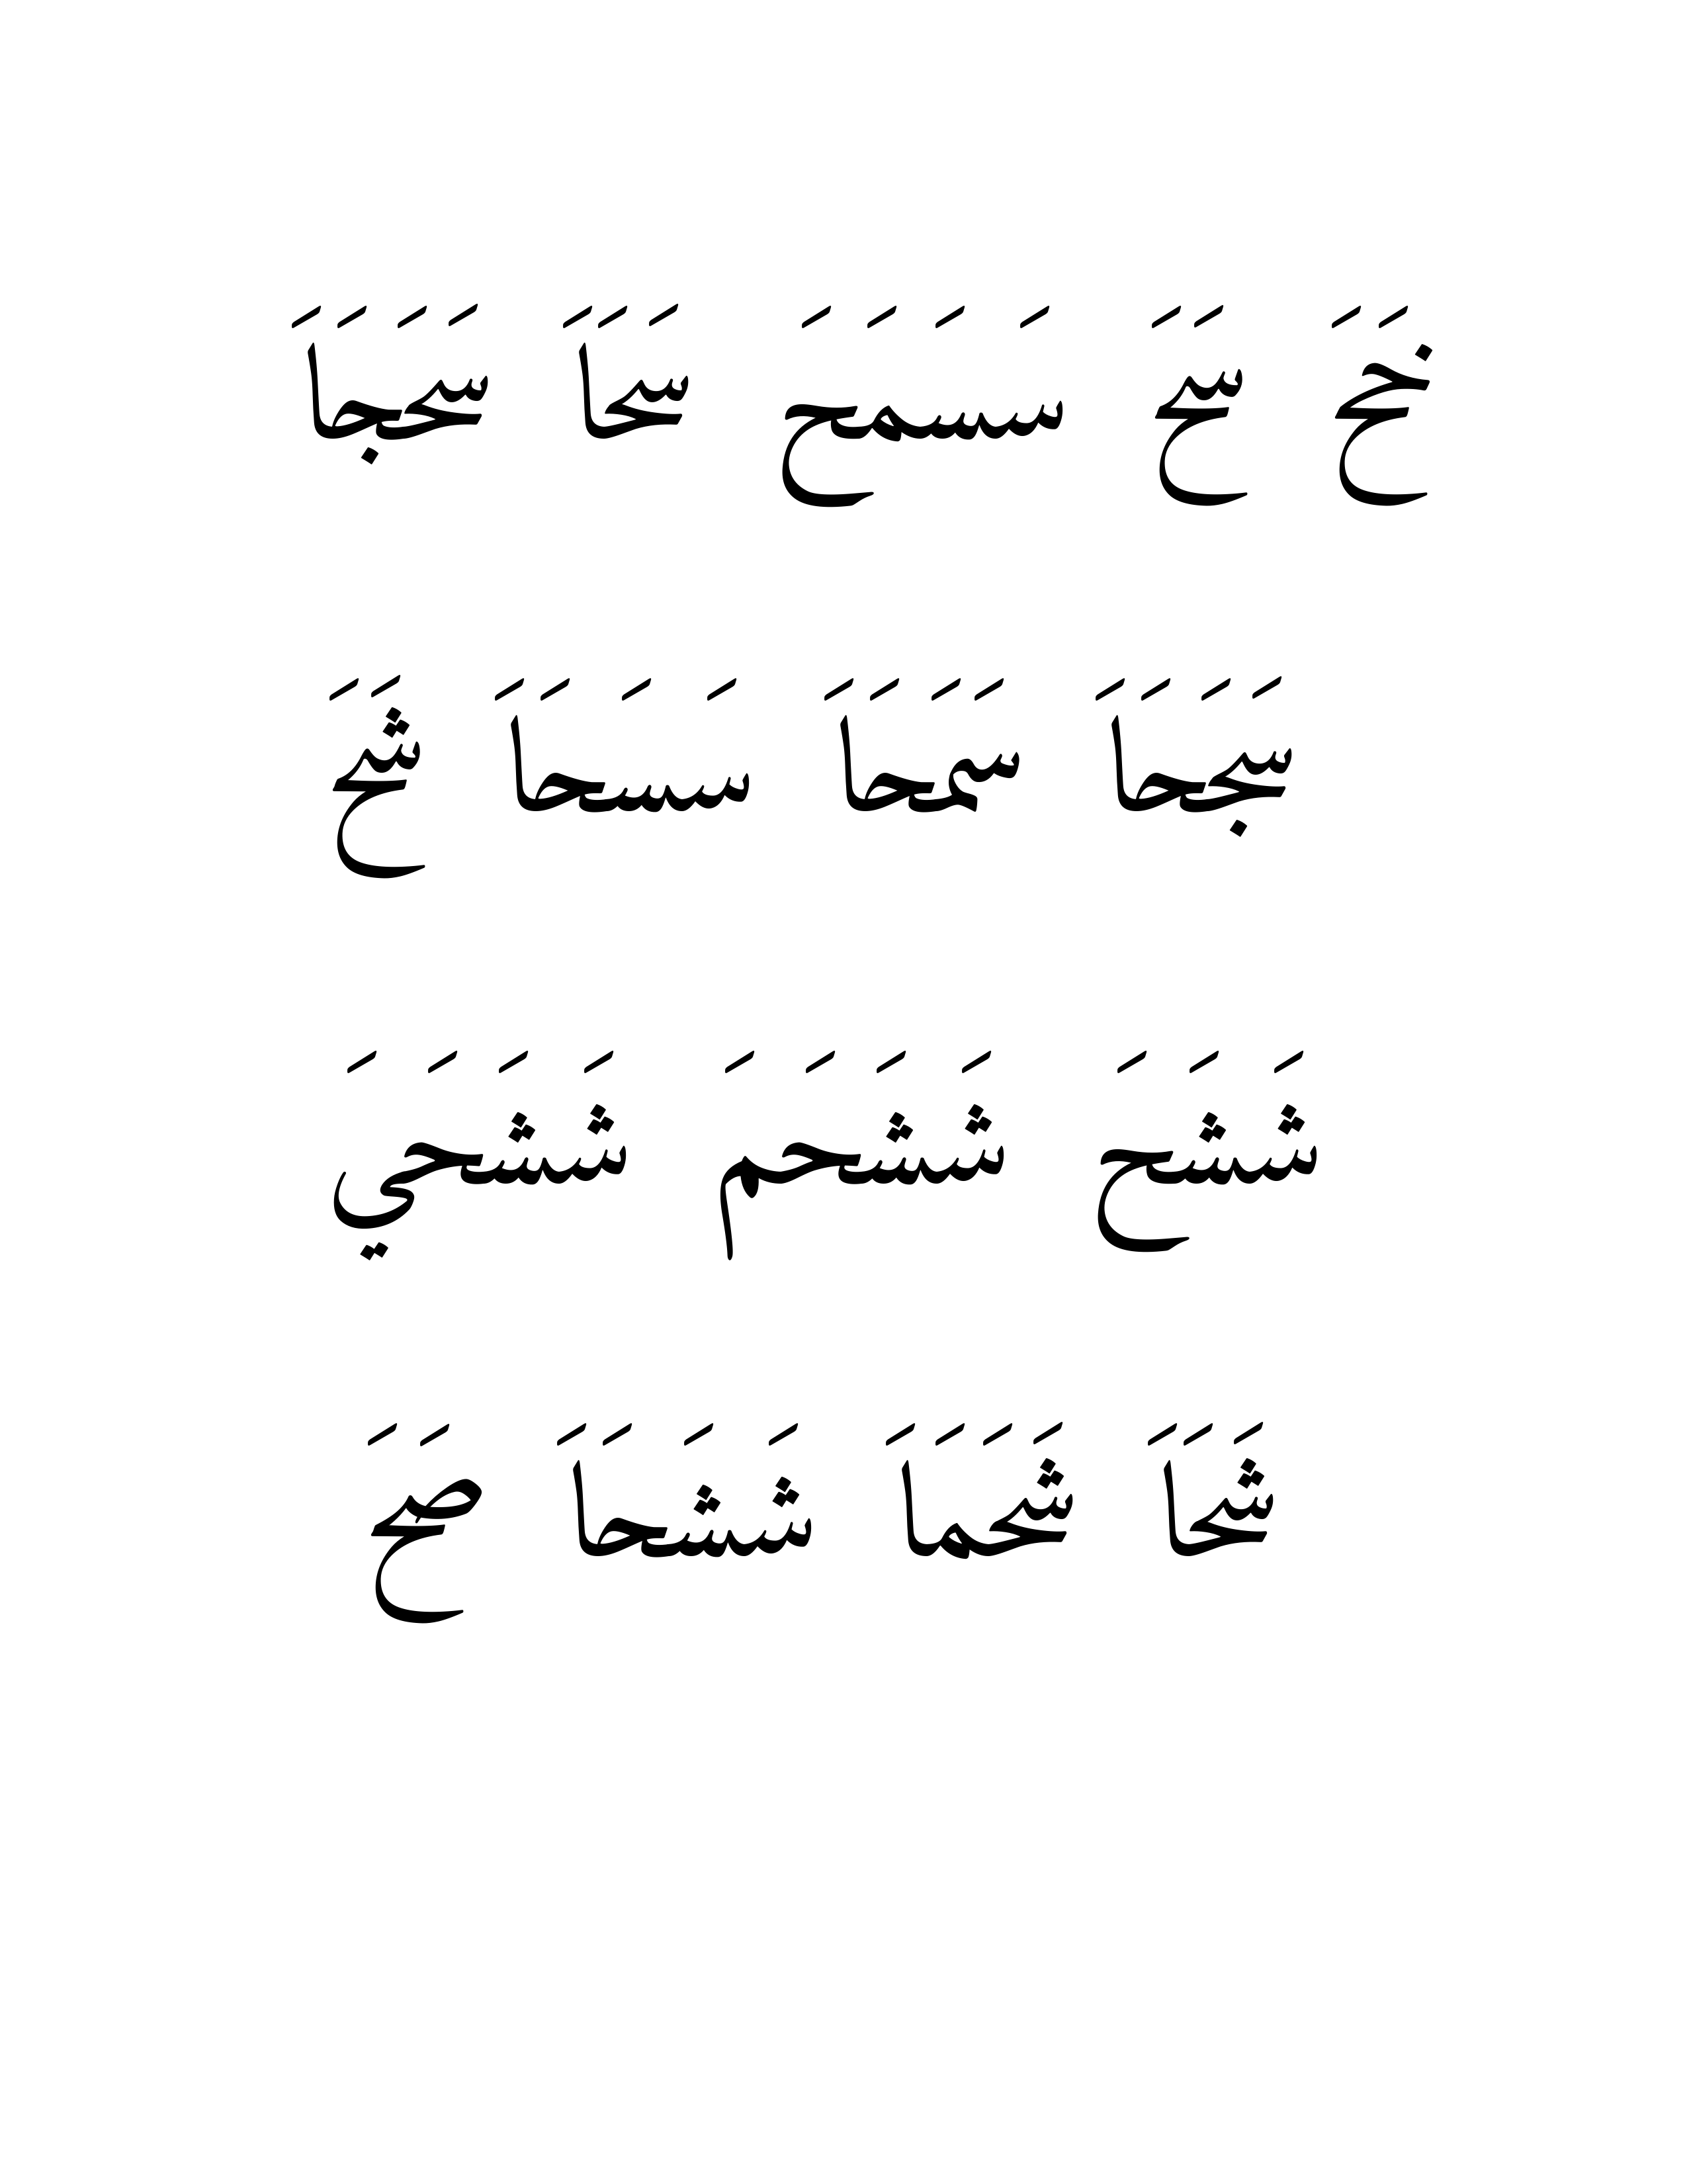 خَحَ سَحَ سَسَمَحَ سَحَاَ سَحَجَاَ
سَجَحَاَ سَمَحَاَ سَسَحَاَ شَحَ
شَشَحَ شَشَحَمَ شَشَحَيَ
شَحَاَ شَحَمَاَ شَشَحَاَ صَحَ